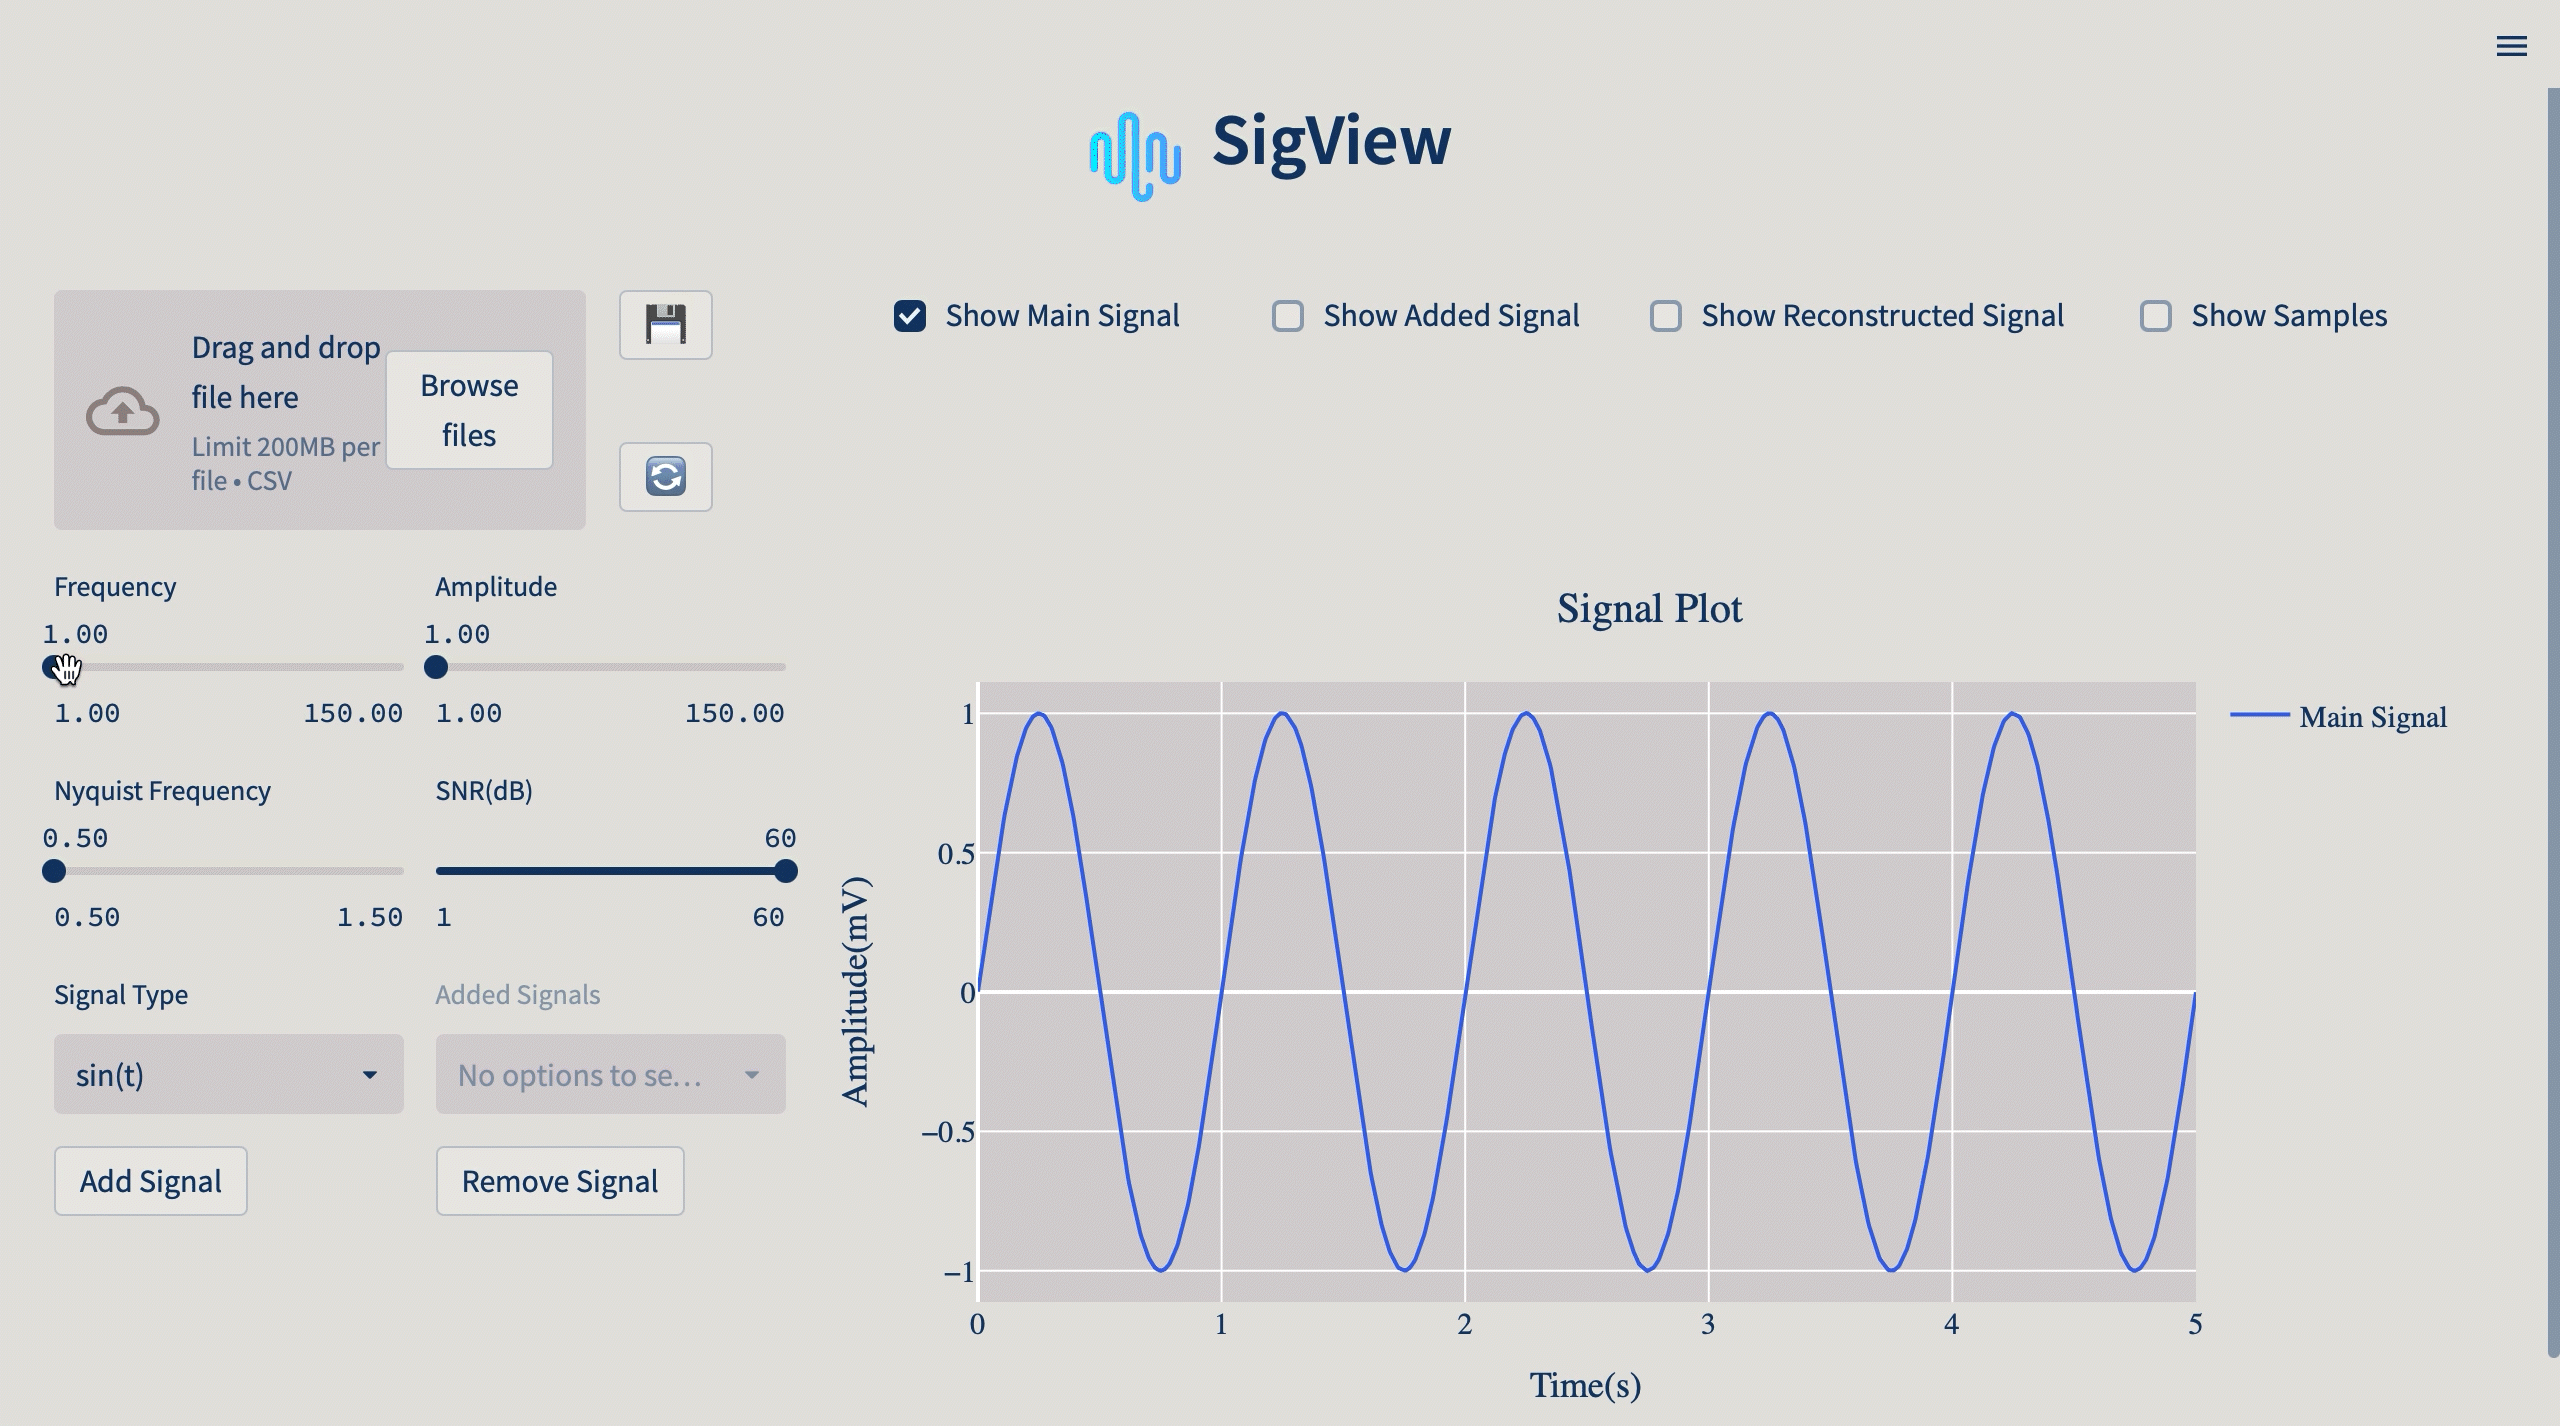 SigView
Drag and drop
file here
Limit 200MB per
file • CSV
Browse
files
Show Main Signal
Show Added Signal
Show Reconstructed Signal
Show Samples
Frequency
1.00
1.00 150.00
Amplitude
1.00
1.00 150.00
Nyquist Frequency
0.50
0.50 1.50
SNR(dB)
60
1 60
Signal Type
sin(t)
Added Signals
No options to se...
Add Signal
Remove Signal
Signal Plot
Main Signal
Amplitude(mV)
1
0.5
0
−0.5
−1
0 1 2 3 4 5
Time(s)